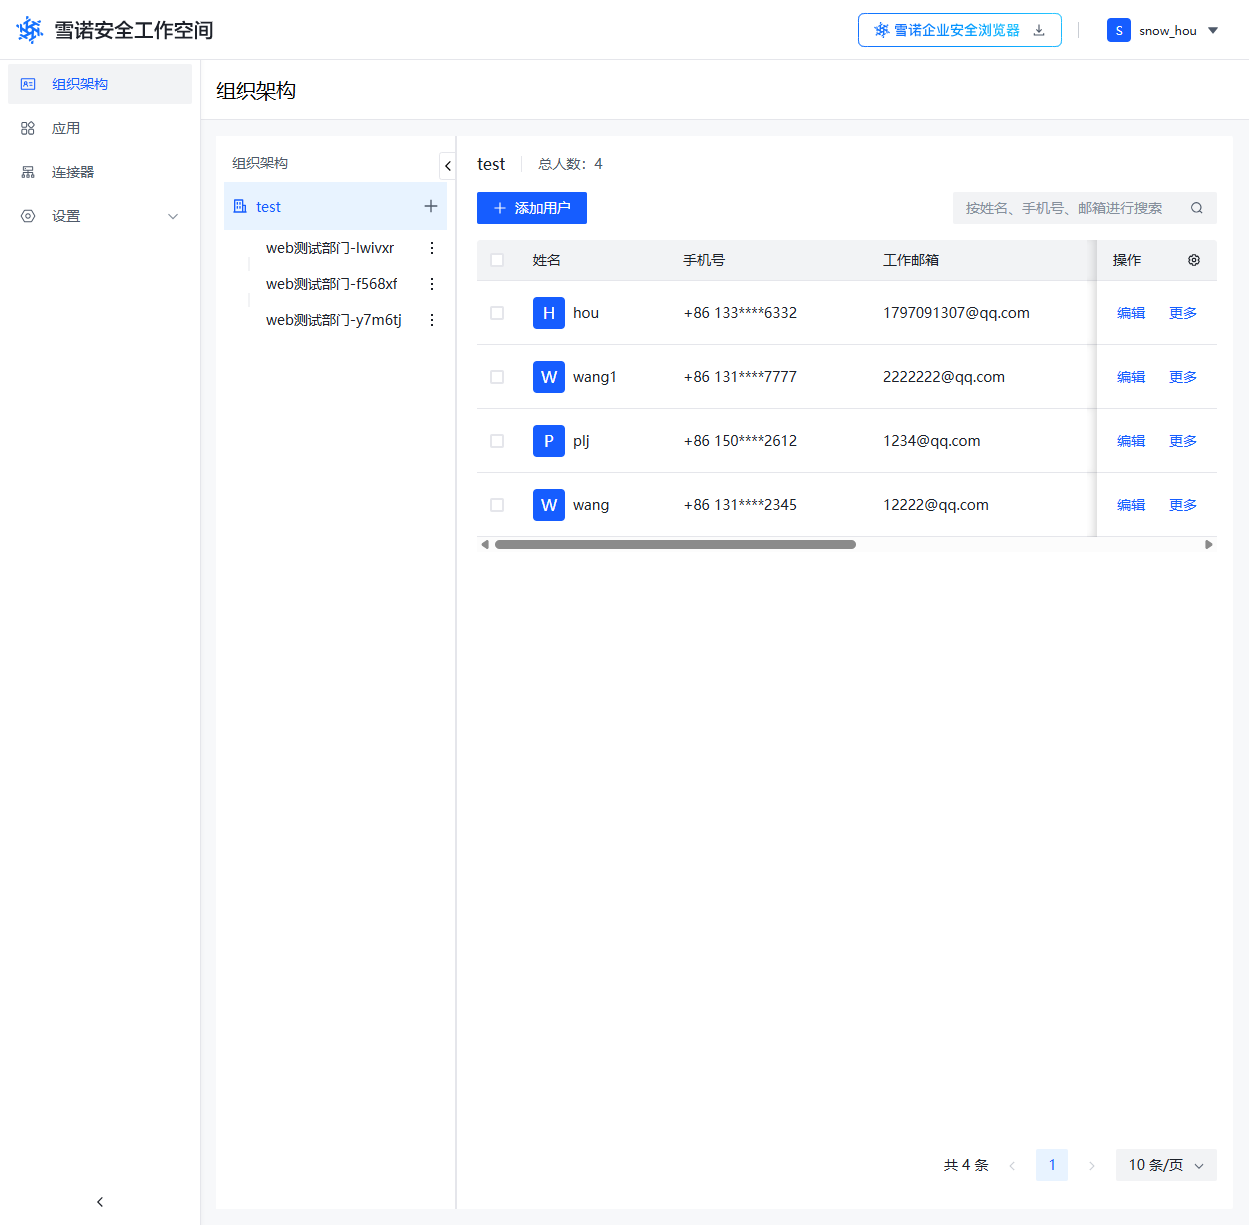 雪诺安全工作空间
雪诺企业安全浏览器
S snow_hou
组织架构
应用
连接器
设置
组织架构
组织架构
test
web测试部门-lwivxr
web测试部门-f568xf
web测试部门-y7m6tj
test 总人数：4
添加用户
按姓名、手机号、邮箱进行搜索
姓名 手机号 工作邮箱 操作
H hou +86 133****6332 1797091307@qq.com 编辑 更多
W wang1 +86 131****7777 2222222@qq.com 编辑 更多
P plj +86 150****2612 1234@qq.com 编辑 更多
W wang +86 131****2345 12222@qq.com 编辑 更多
共 4 条 1 10 条/页